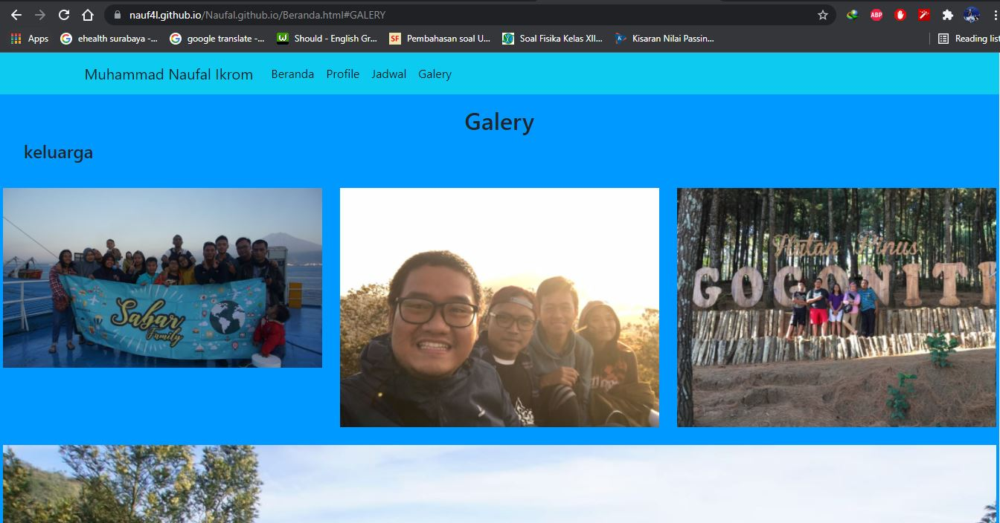 nauf4l.github.io/Naufal.github.io/Beranda.html#GALERY
ABP
Apps ehealth surabaya -... google translate -... Should - English Gr... SF Pembahasan soal U... Soal Fisika Kelas XII... Kisaran Nilai Passin... Reading list
Muhammad Naufal Ikrom Beranda Profile Jadwal Galery
Galery
keluarga
Sabar
Family
Hutan Pinus
GOGONITI